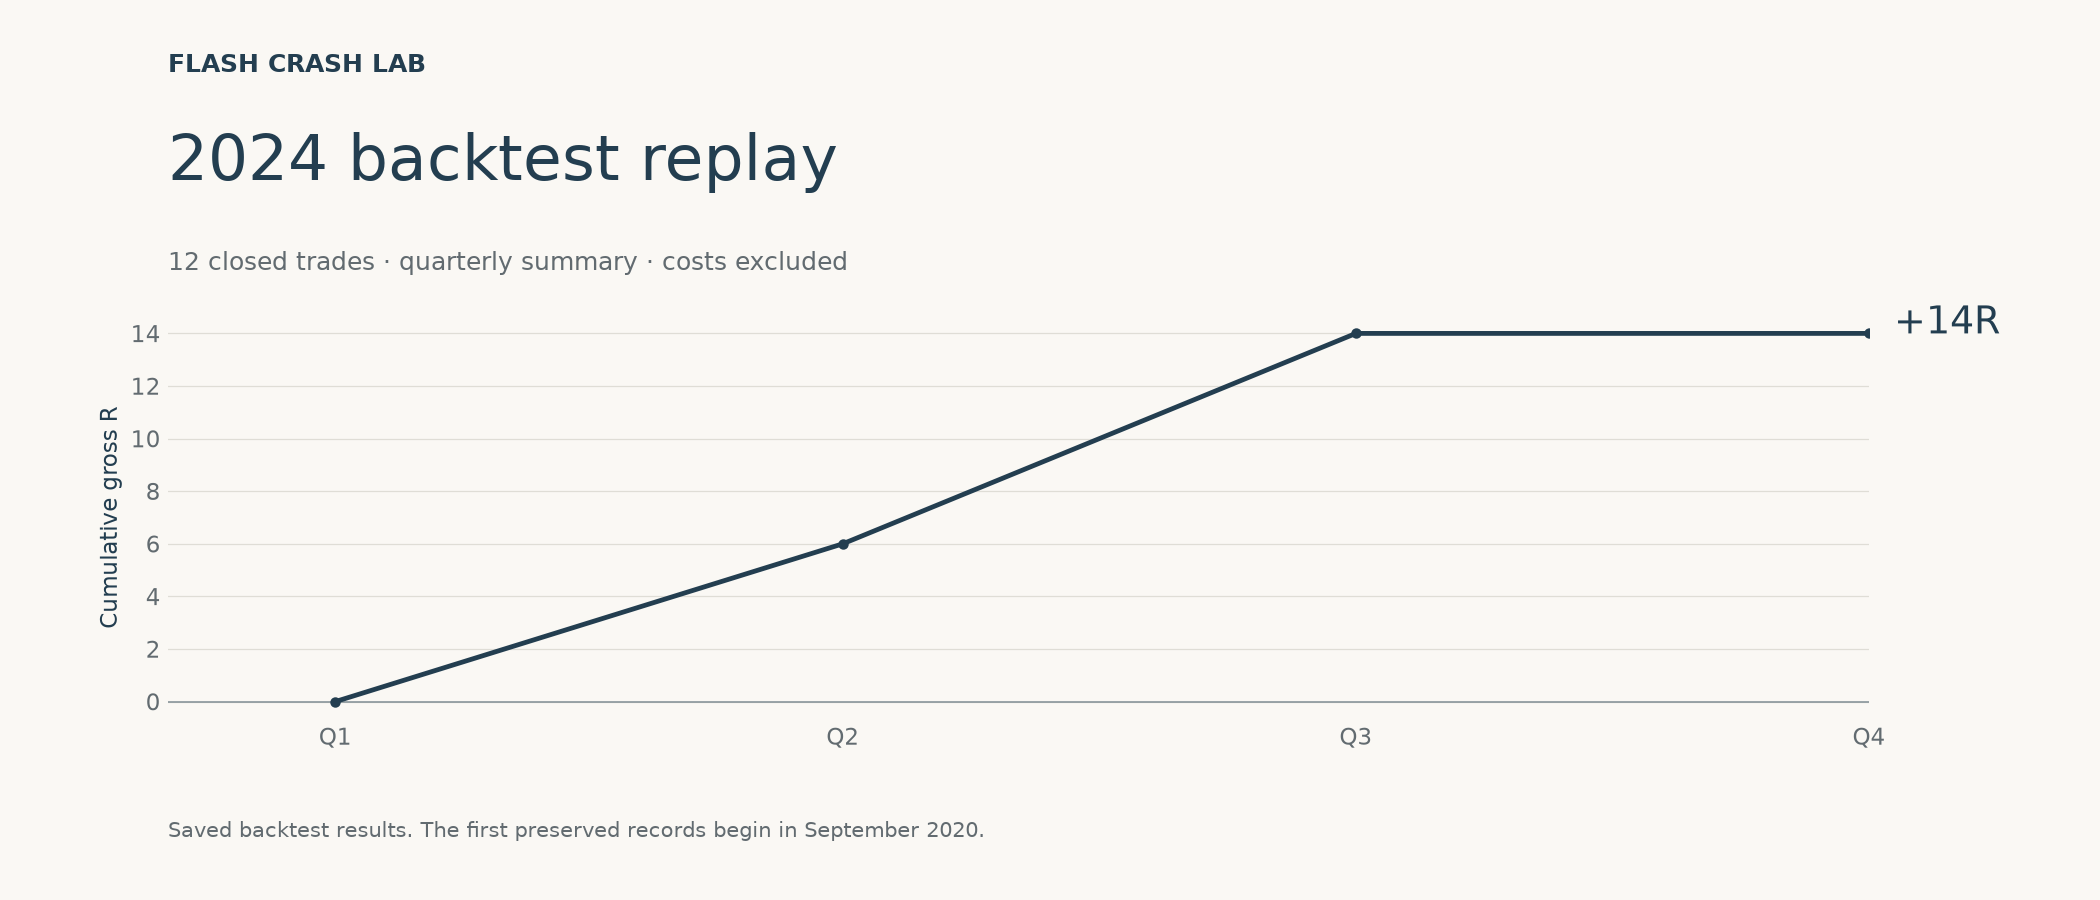 FLASH CRASH LAB
2024 backtest replay
12 closed trades · quarterly summary · costs excluded
+14R
14
12
10
8
6
4
2
0
Cumulative gross R
Q1 Q2 Q3 Q4
Saved backtest results. The first preserved records begin in September 2020.